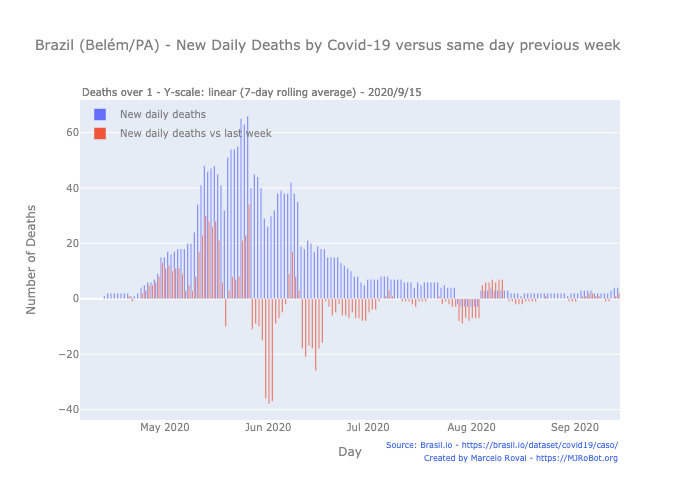 Brazil (Belém/PA) - New Daily Deaths by Covid-19 versus same day previous week
Deaths over 1 - Y-scale: linear (7-day rolling average) - 2020/9/15
New daily deaths
New daily deaths vs last week
60
40
20
0
−20
−40
Number of Deaths
May 2020 Jun 2020 Jul 2020 Aug 2020 Sep 2020
Day
Source: Brasil.io - https://brasil.io/dataset/covid19/caso/
Created by Marcelo Rovai - https://MJRoBot.org